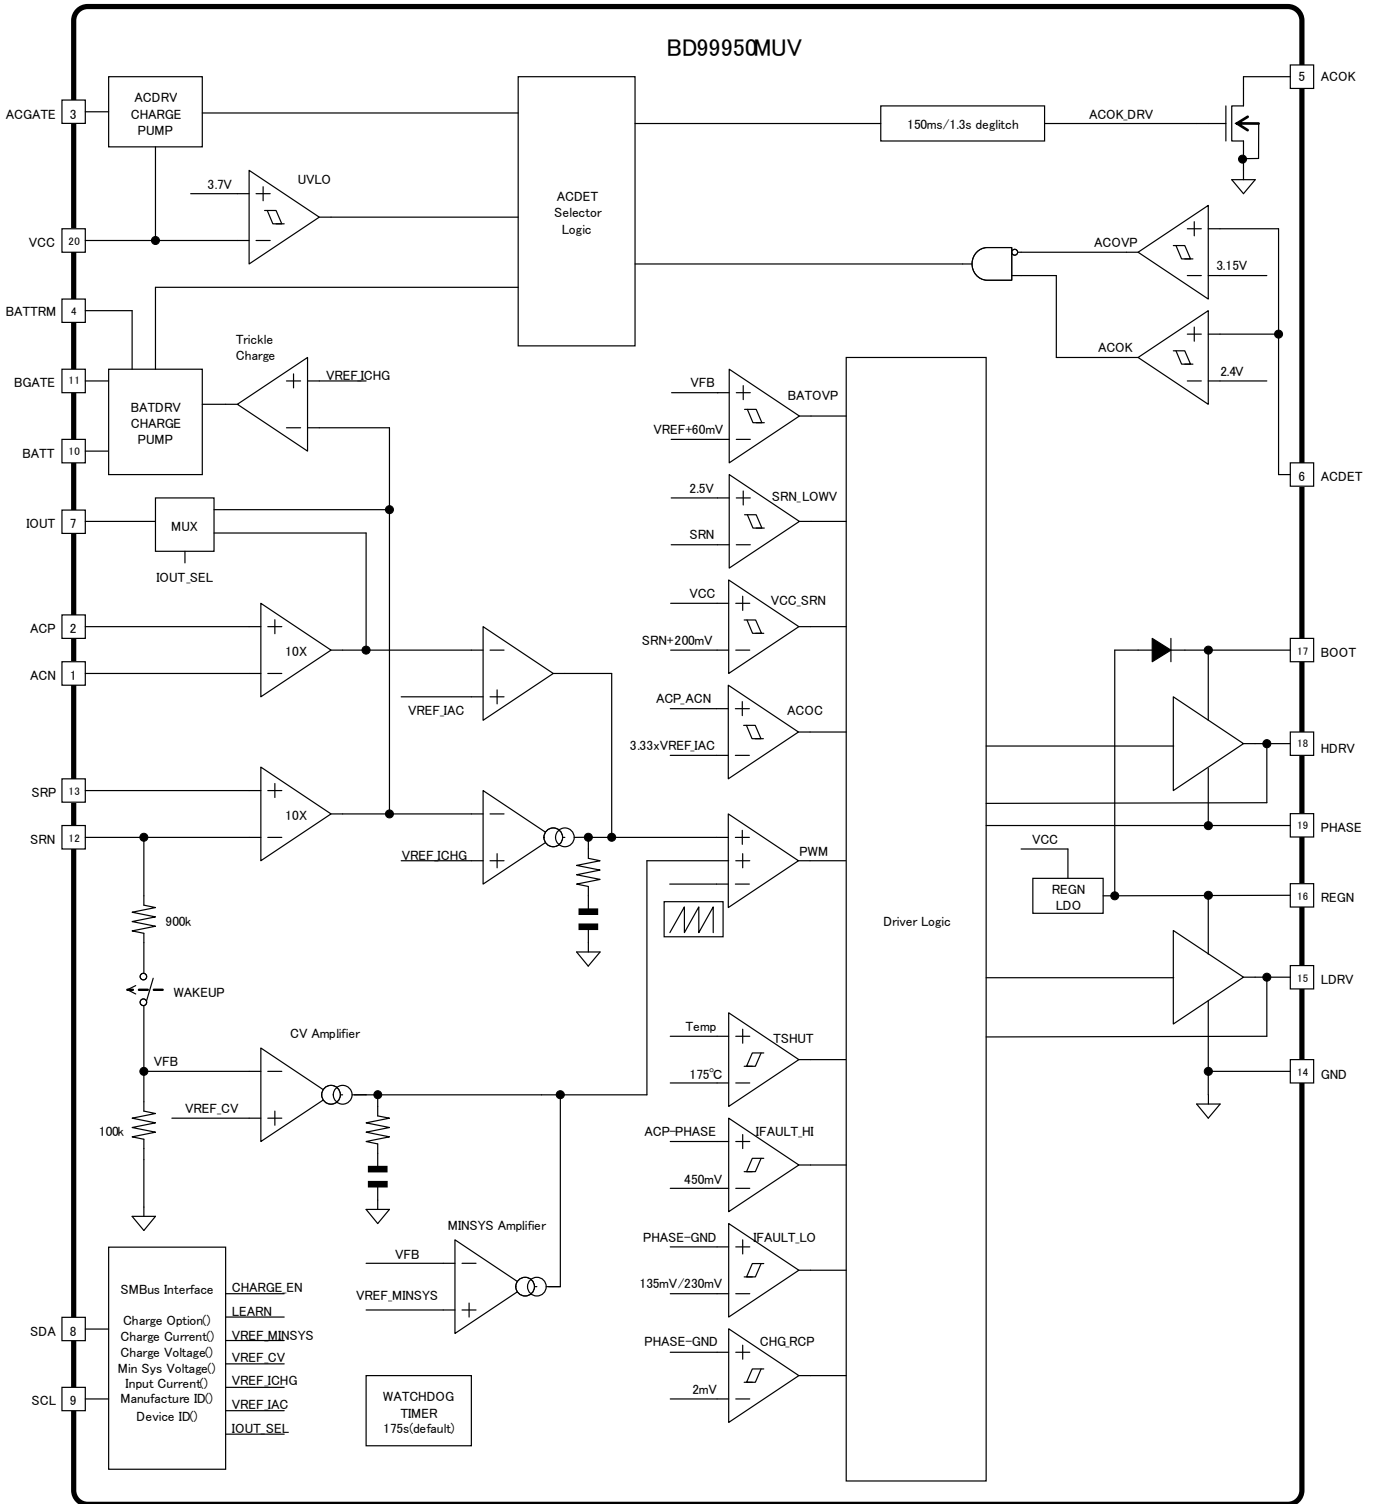 BD99950MUV
ACGATE 3
ACDRV
CHARGE
PUMP
150ms/1.3s deglitch
ACOK_DRV
5 ACOK
3.7V
UVLO
+
−
VCC 20
ACDET
Selector
Logic
ACOVP
+
−
3.15V
BATTRM 4
ACOK
+
−
2.4V
Trickle
Charge
+
−
VREF_ICHG
BGATE 11
BATDRV
CHARGE
PUMP
BATT 10
6 ACDET
IOUT 7
MUX
IOUT_SEL
VFB
+
BATOVP
VREF+60mV
−
2.5V
+
SRN_LOWV
SRN
−
VCC
+
VCC_SRN
SRN+200mV
−
ACP_ACN
+
ACOC
3.33xVREF_IAC
−
ACP 2
+
10X
−
ACN 1
−
VREF_IAC
+
17 BOOT
18 HDRV
SRP 13
+
10X
−
SRN 12
−
VREF_ICHG
+
+
+
−
PWM
Driver Logic
19 PHASE
VCC
REGN
LDO
16 REGN
15 LDRV
14 GND
900k
WAKEUP
CV Amplifier
VFB
−
VREF_CV
+
100k
Temp
+
TSHUT
175°C
−
ACP-PHASE
+
IFAULT_HI
450mV
−
MINSYS Amplifier
VFB
−
VREF_MINSYS
+
PHASE-GND
+
IFAULT_LO
135mV/230mV
−
PHASE-GND
+
CHG_RCP
2mV
−
SMBus Interface
Charge Option()
Charge Current()
Charge Voltage()
Min Sys Voltage()
Input Current()
Manufacture ID()
Device ID()
CHARGE_EN
LEARN
VREF_MINSYS
VREF_CV
VREF_ICHG
VREF_IAC
IOUT_SEL
SDA 8
SCL 9
WATCHDOG
TIMER
175s(default)